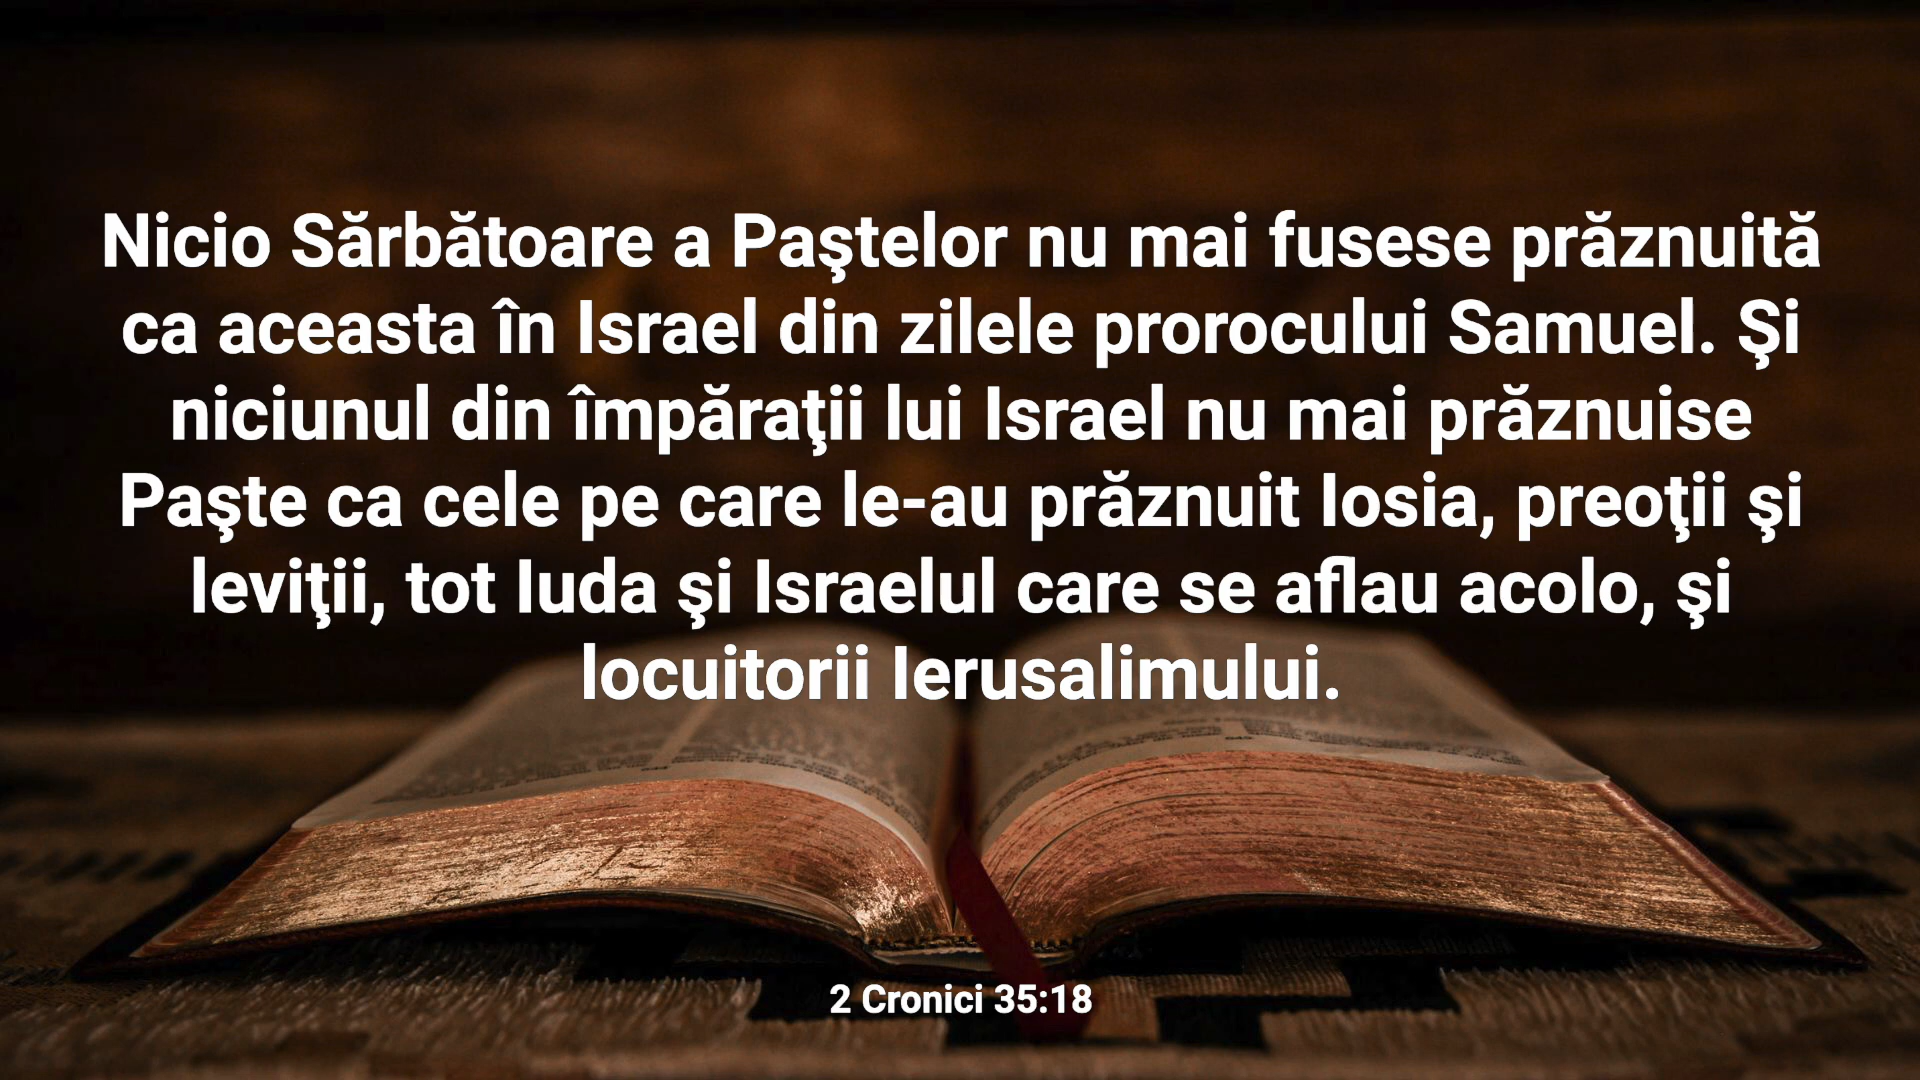 Nicio Sărbătoare a Paştelor nu mai fusese prăznuită
ca aceasta în Israel din zilele prorocului Samuel. Şi
niciunul din împăraţii lui Israel nu mai prăznuise
Paşte ca cele pe care le-au prăznuit Iosia, preoţii şi
leviţii, tot Iuda şi Israelul care se aflau acolo, şi
locuitorii Ierusalimului.
2 Cronici 35:18